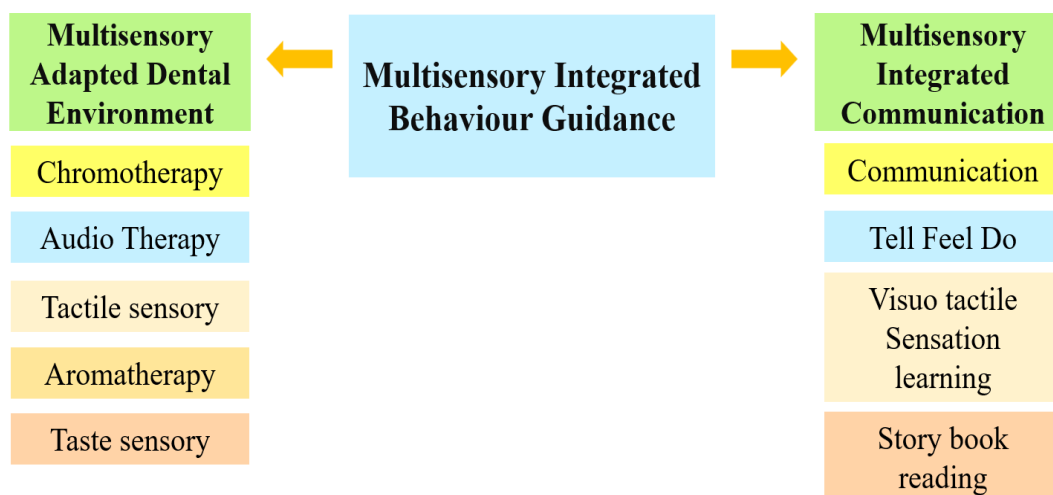 Multisensory
Adapted Dental
Environment
Chromotherapy
Audio Therapy
Tactile sensory
Aromatherapy
Taste sensory
Multisensory Integrated
Behaviour Guidance
Multisensory
Integrated
Communication
Communication
Tell Feel Do
Visuo tactile
Sensation
learning
Story book
reading